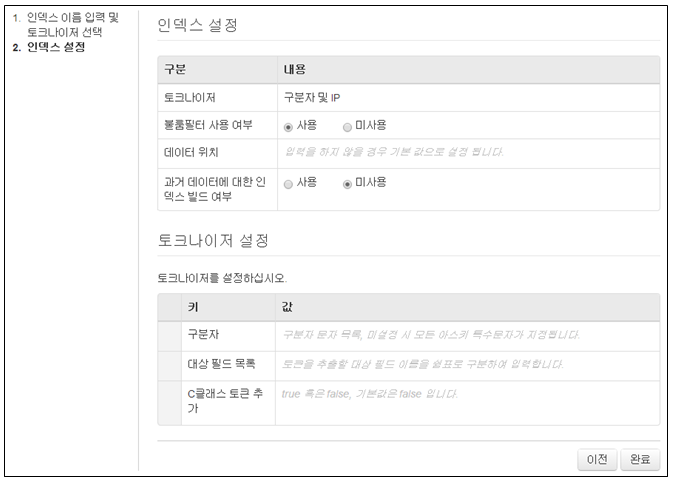 1. 인덱스 이름 입력 및
토크나이저 선택
2. 인덱스 설정
인덱스 설정
구분 내용
토크나이저 구분자 및 IP
블룸필터 사용 여부 사용 미사용
데이터 위치 입력을 하지 않을 경우 기본 값으로 설정 됩니다.
과거 데이터에 대한 인
덱스 빌드 여부 사용 미사용
토크나이저 설정
토크나이저를 설정하십시오.
키 값
구분자 구분자 문자 목록, 미설정 시 모든 아스키 특수문자가 지정됩니다.
대상 필드 목록 토큰을 추출할 대상 필드 이름을 쉼표로 구분하여 입력합니다.
C클래스 토큰 추
가 true 혹은 false, 기본값은 false 입니다.
이전 완료